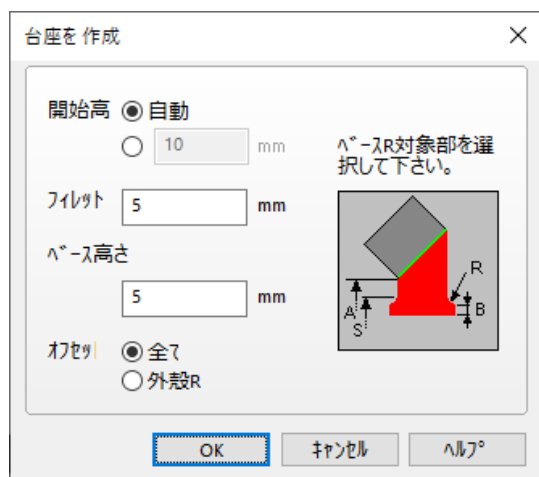 台座を 作成
開始高 自動
10 mm
ﾍﾞｰｽR対象部を選
択して下さい。
ﾌｨﾚｯﾄ 5 mm
ﾍﾞｰｽ高さ
5 mm
R
A
B
S
ｵﾌｾｯ 全て
外殻R
OK ｷｬﾝｾﾙ ﾍﾙﾌﾟ